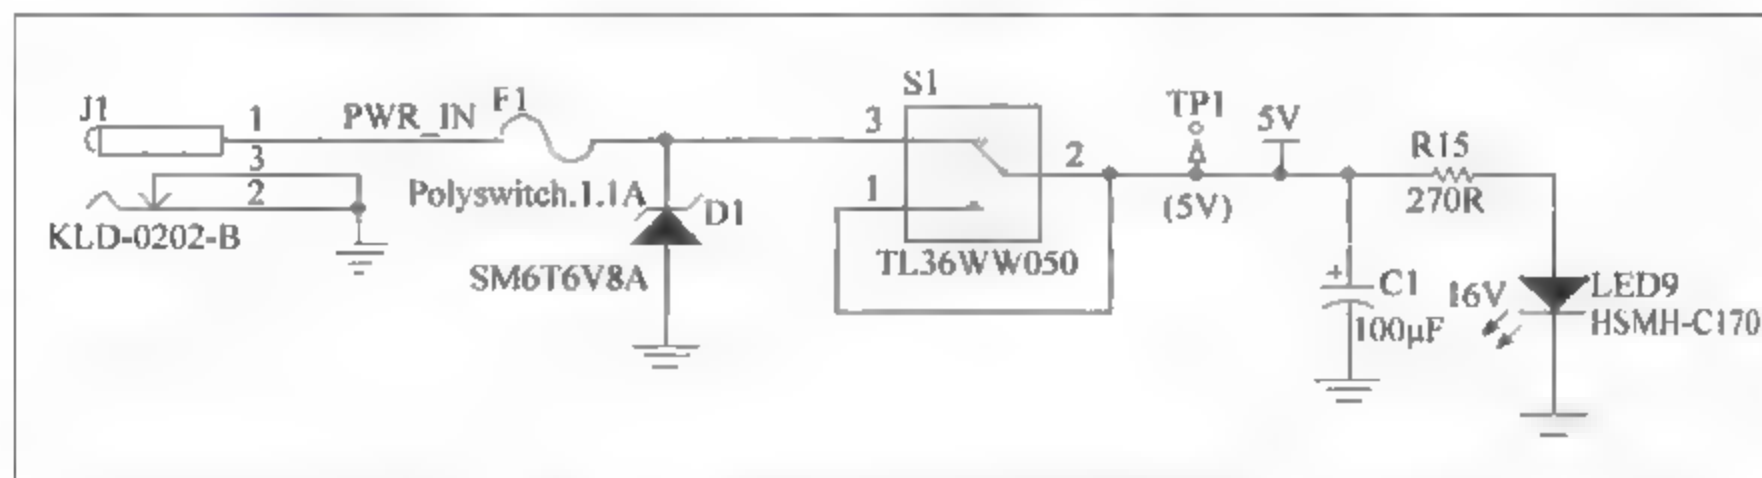 J1
1
PWR_IN
F1
3
2
KLD-0202-B
Polyswitch.1.1A
D1
SM6T6V8A
S1
3
1
2
TL36WW050
TP1
(5V)
5V
R15
270R
+
C1
100μF
16V
LED9
HSMH-C170